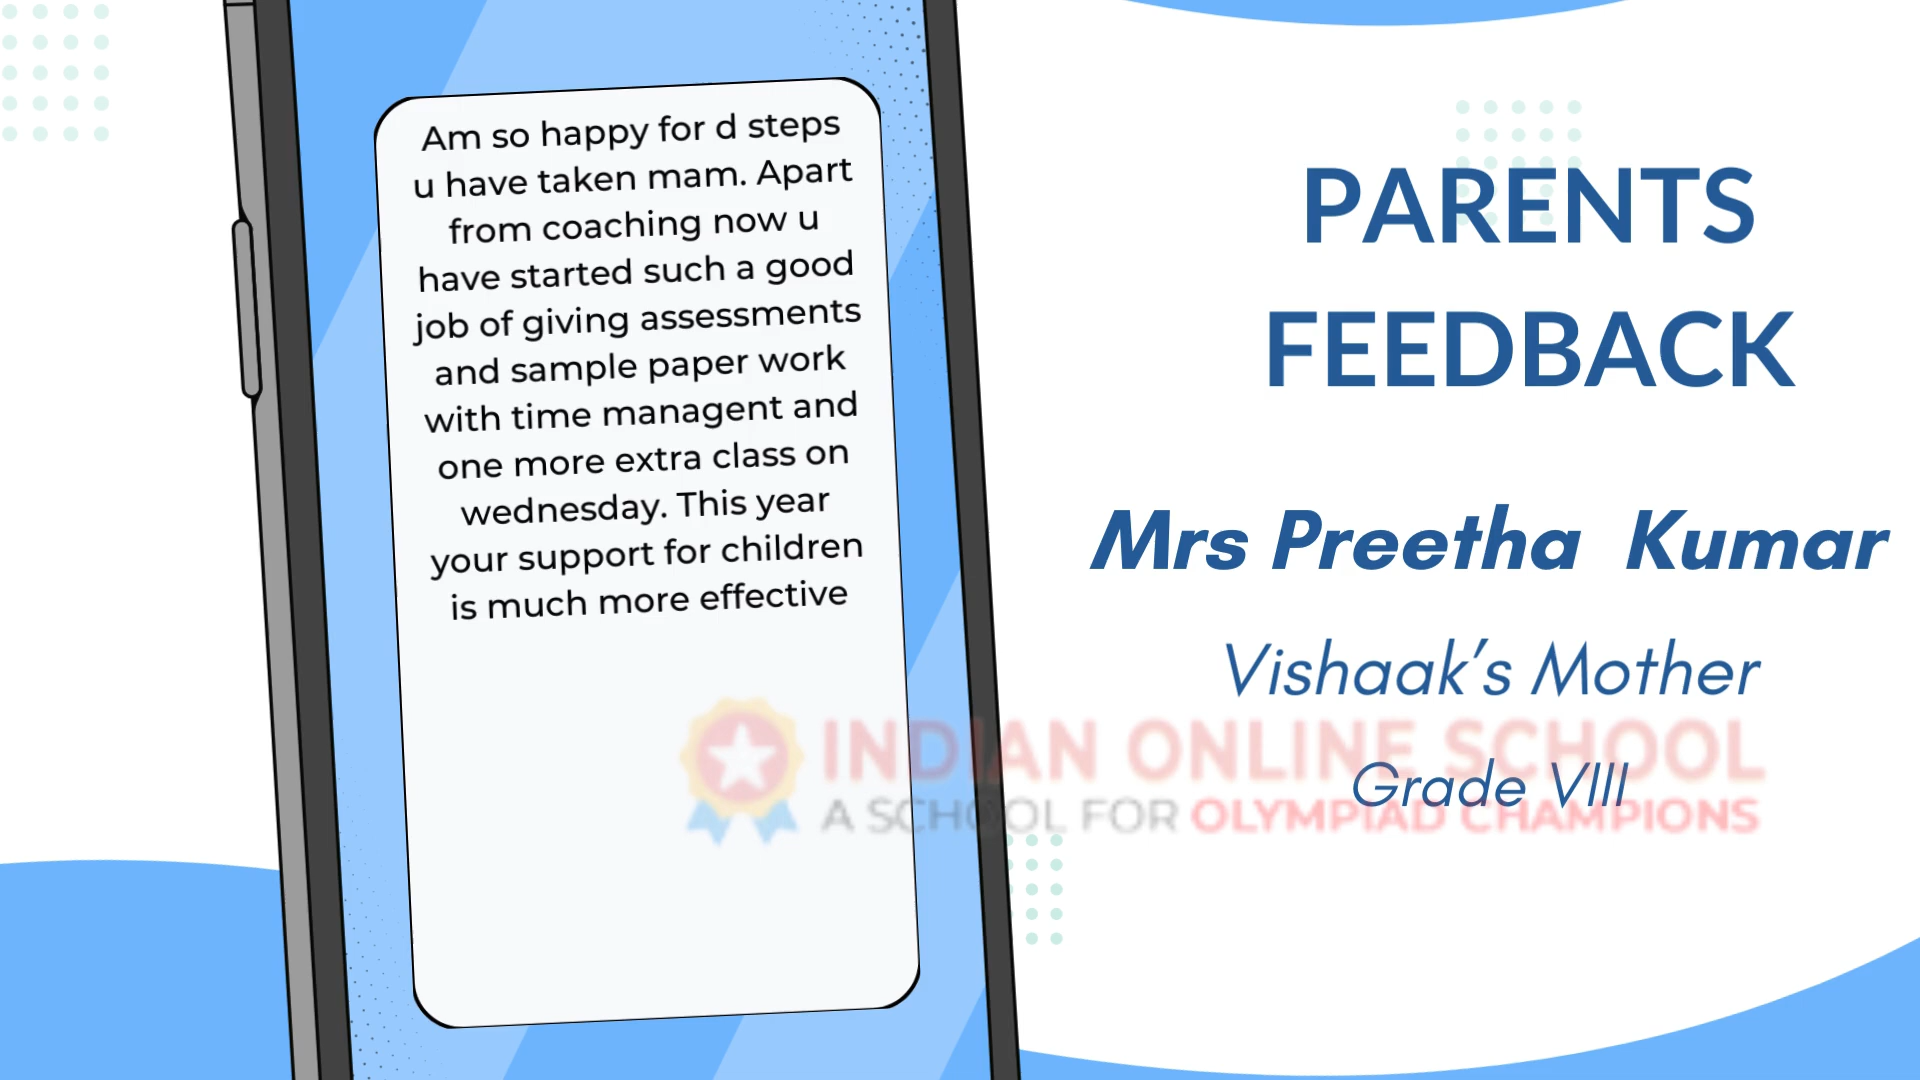 Am so happy for d steps
u have taken mam. Apart
from coaching now u
have started such a good
job of giving assessments
and sample paper work
with time managent and
one more extra class on
wednesday. This year
your support for children
is much more effective
PARENTS
FEEDBACK
Mrs Preetha Kumar
Vishaak's Mother
Grade VIII
INDIAN ONLINE SCHOOL
A SCHOOL FOR OLYMPIAD CHAMPIONS